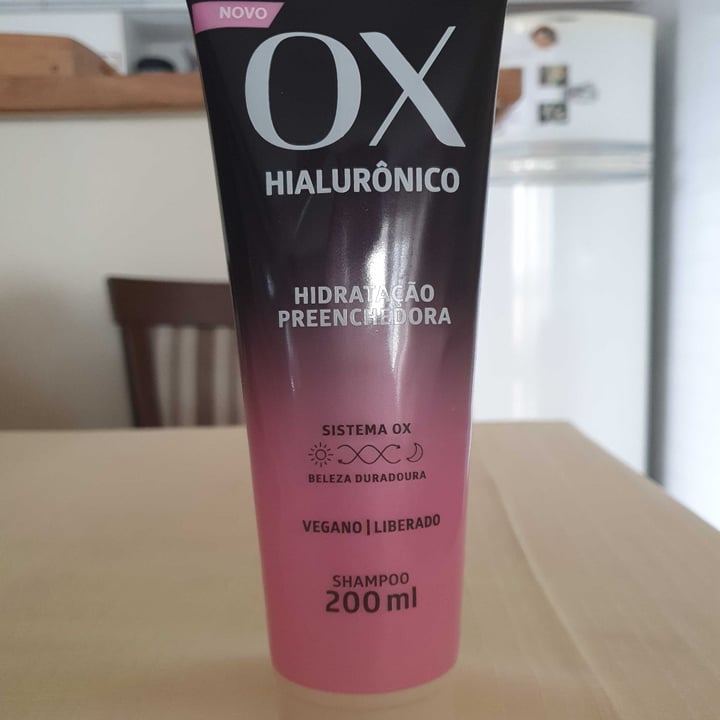 NOVO
OX
HIALURÔNICO
HIDRATAÇÃO
PREENCHEDORA
SISTEMA OX
BELEZA DURADOURA
VEGANO | LIBERADO
SHAMPOO
200 ml